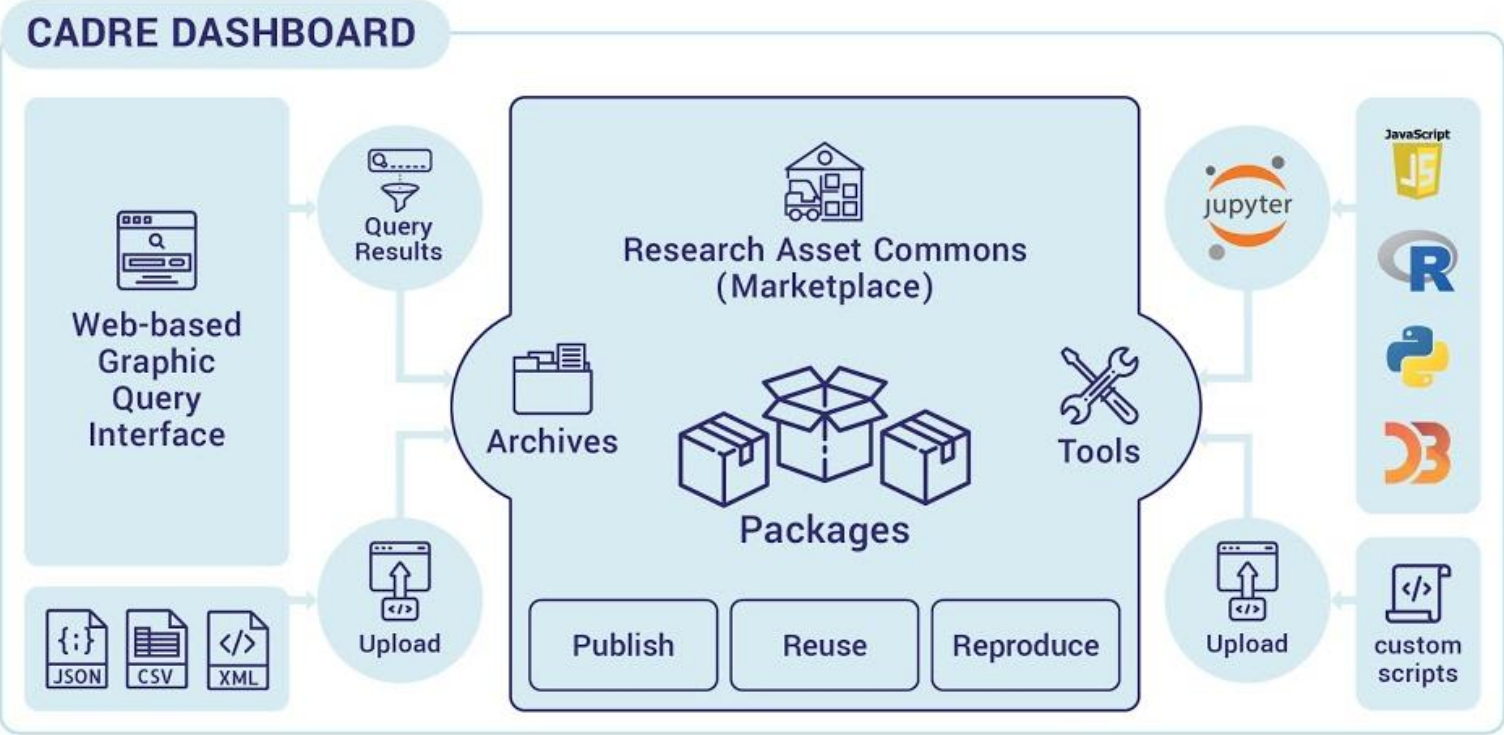 CADRE DASHBOARD
Web-based
Graphic
Query
Interface
{;}
JSON
CSV
</>
XML
Query
Results
</>
Upload
Research Asset Commons
(Marketplace)
Archives
Packages
Tools
Publish
Reuse
Reproduce
jupyter
</>
Upload
JavaScript
JS
R
D3
</>
custom
scripts